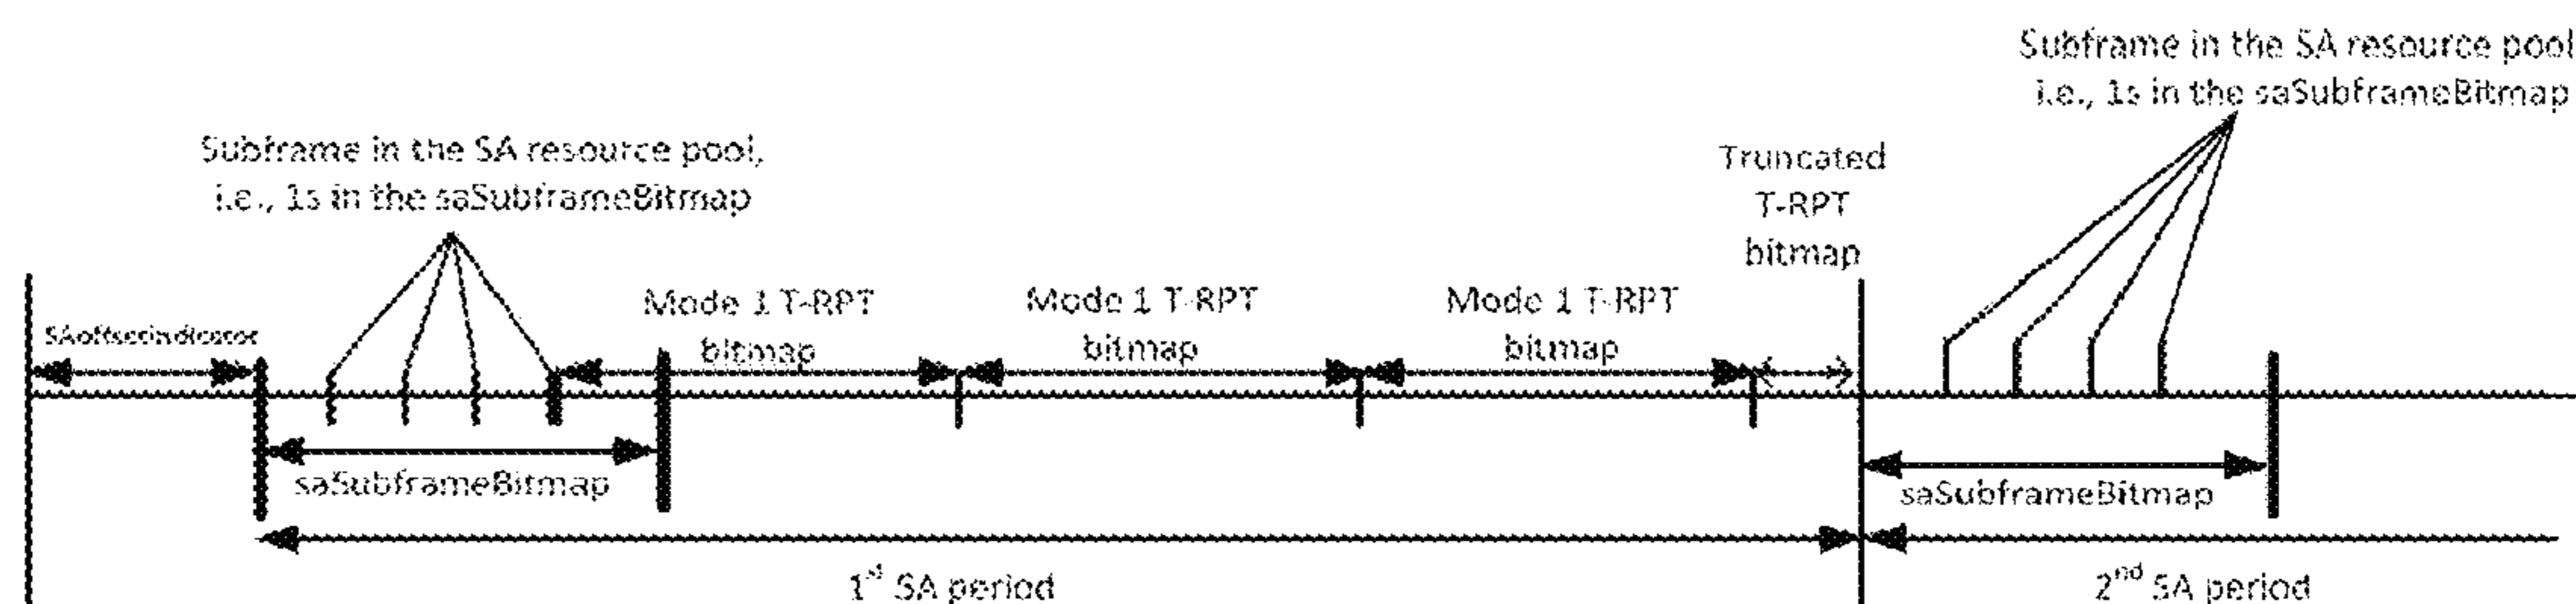 Subframe in the SA resource pool
i.e., 1s in the saSubframeBitmap
Subframe in the SA resource pool,
i.e., 1s in the saSubframeBitmap
Truncated
T-RPT
bitmap
SAoffsetIndicator
Mode 1 T-RPT
bitmap
Mode 1 T-RPT
bitmap
Mode 1 T-RPT
bitmap
saSubframeBitmap
saSubframeBitmap
1st SA period
2nd SA period